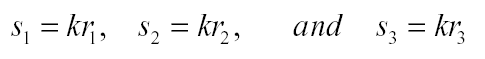 s₁ = kr₁, s₂ = kr₂, and s₃ = kr₃